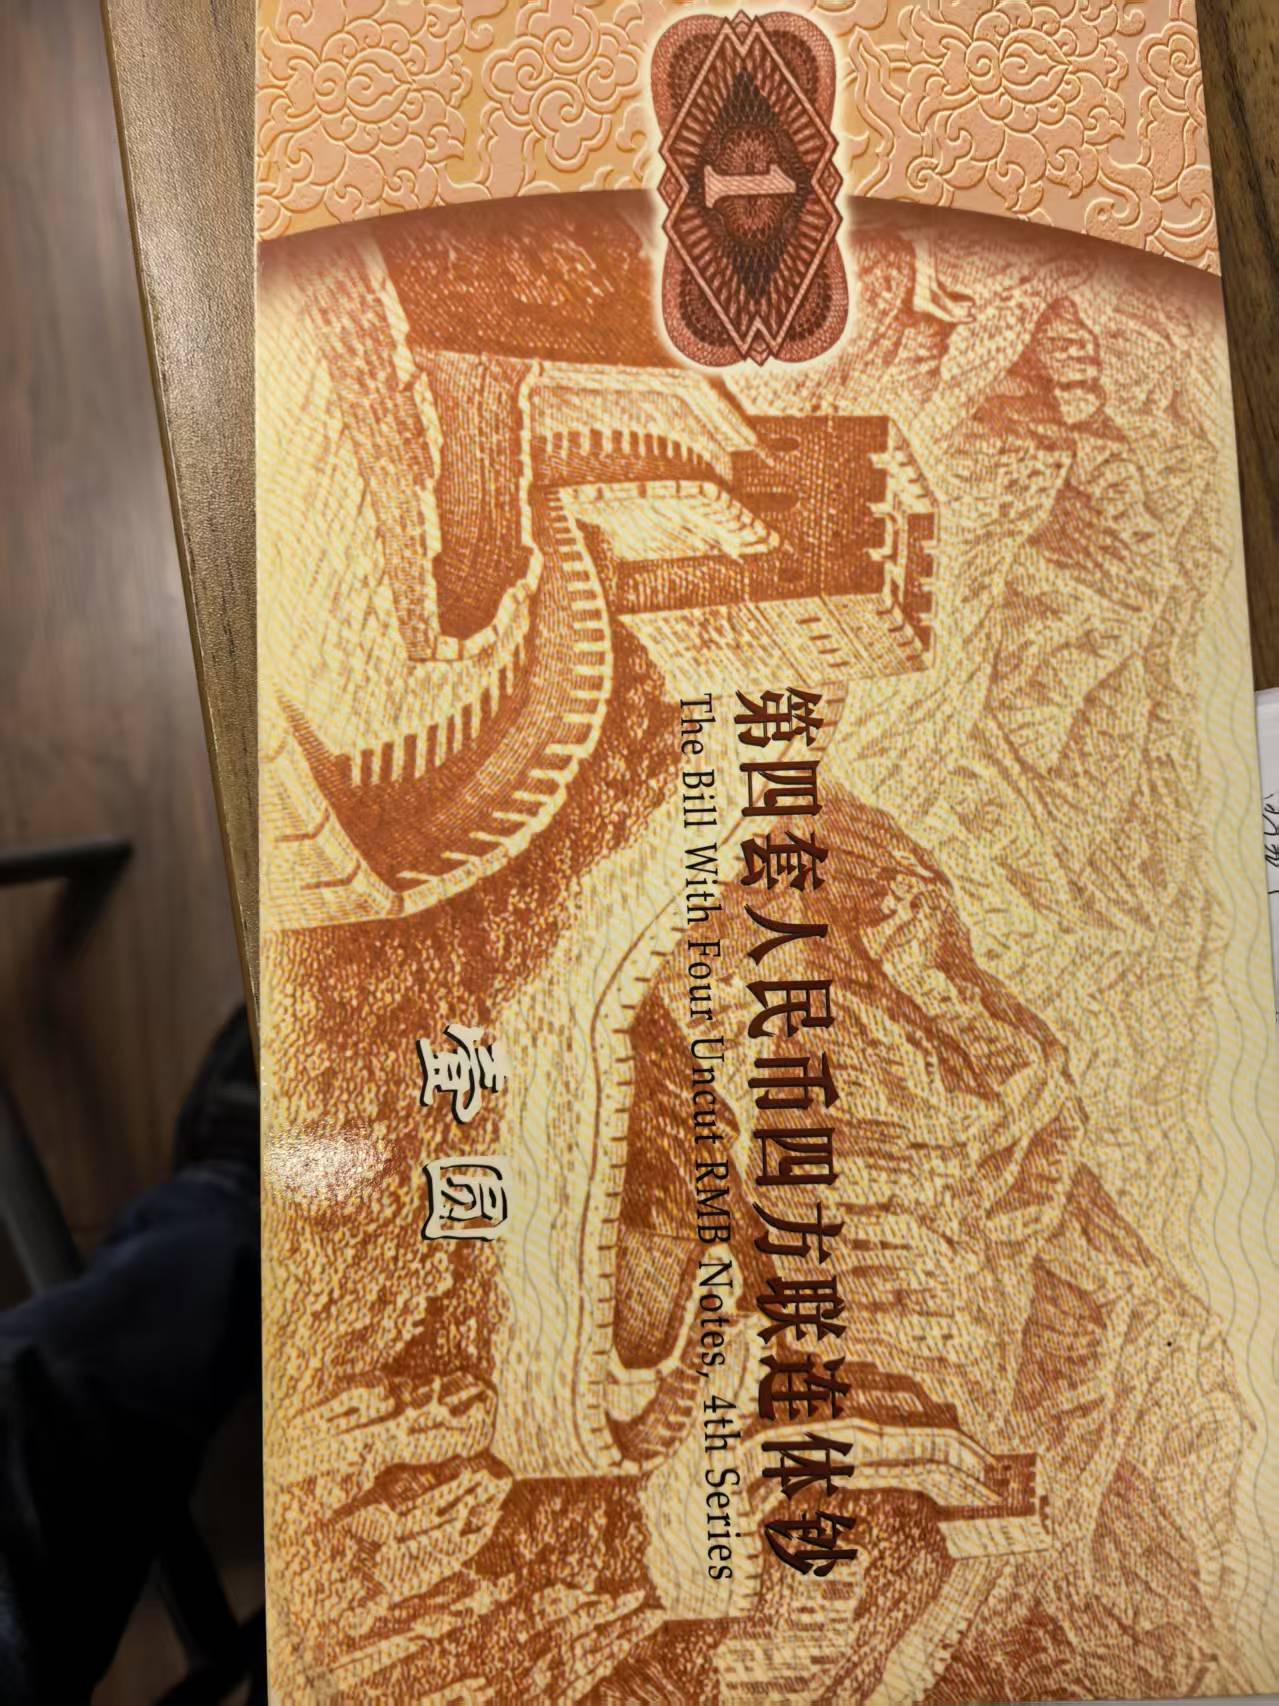 1
第四套人民币四方联连体钞
The Bill With Four Uncut RMB Notes, 4th Series
壹圆